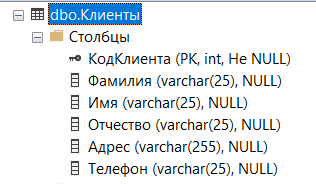 dbo.Клиенты
Столбцы
КодКлиента (PK, int, Не NULL)
Фамилия (varchar(25), NULL)
Имя (varchar(25), NULL)
Отчество (varchar(25), NULL)
Адрес (varchar(255), NULL)
Телефон (varchar(25), NULL)